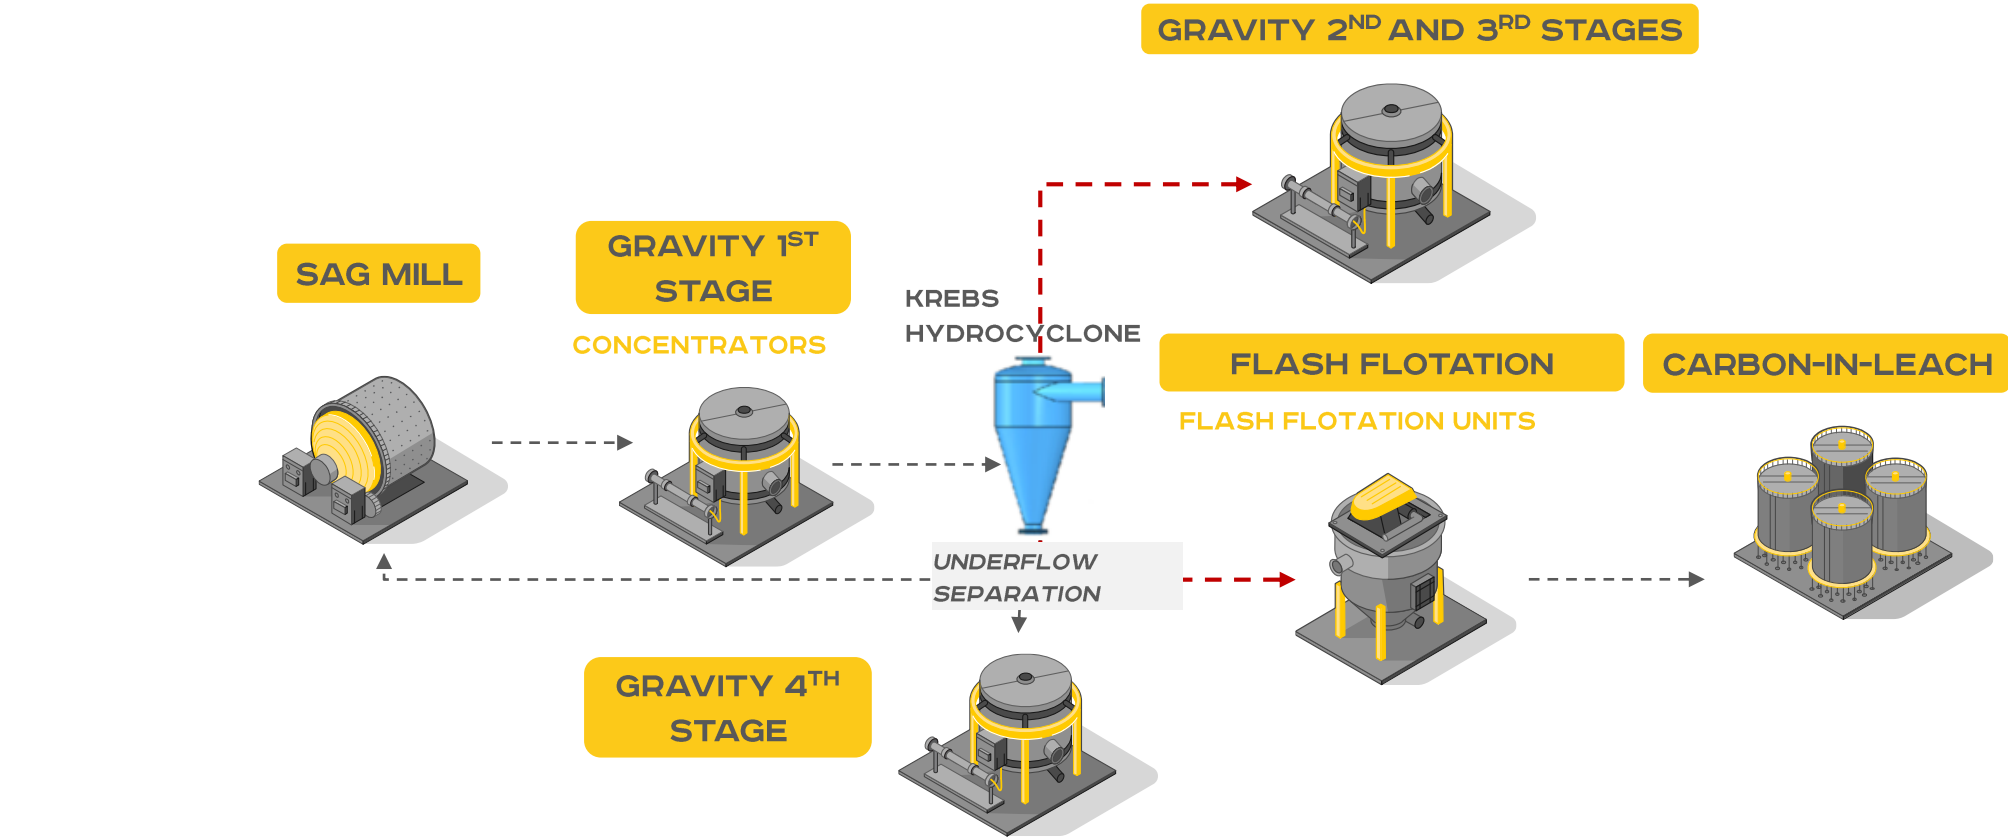 GRAVITY 2ND AND 3RD STAGES
SAG MILL
GRAVITY 1ST
STAGE
CONCENTRATORS
KREBS
HYDROCYCLONE
FLASH FLOTATION
FLASH FLOTATION UNITS
CARBON-IN-LEACH
UNDERFLOW
SEPARATION
GRAVITY 4TH
STAGE